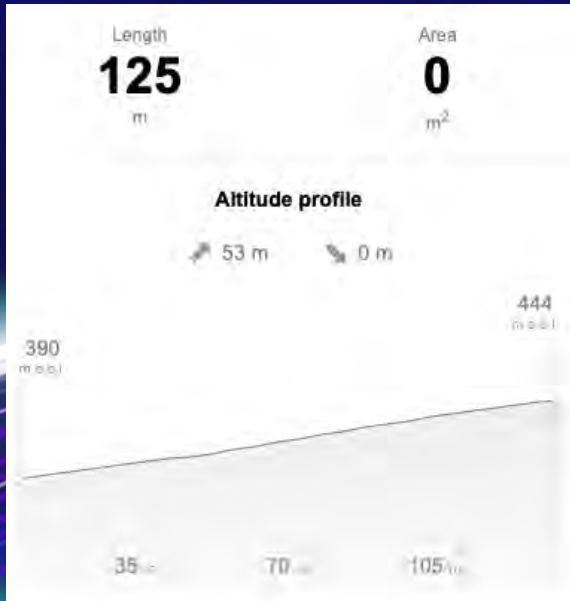 Length Area
125 0
m m²
Altitude profile
53 m 0 m
444
390
35 70 105